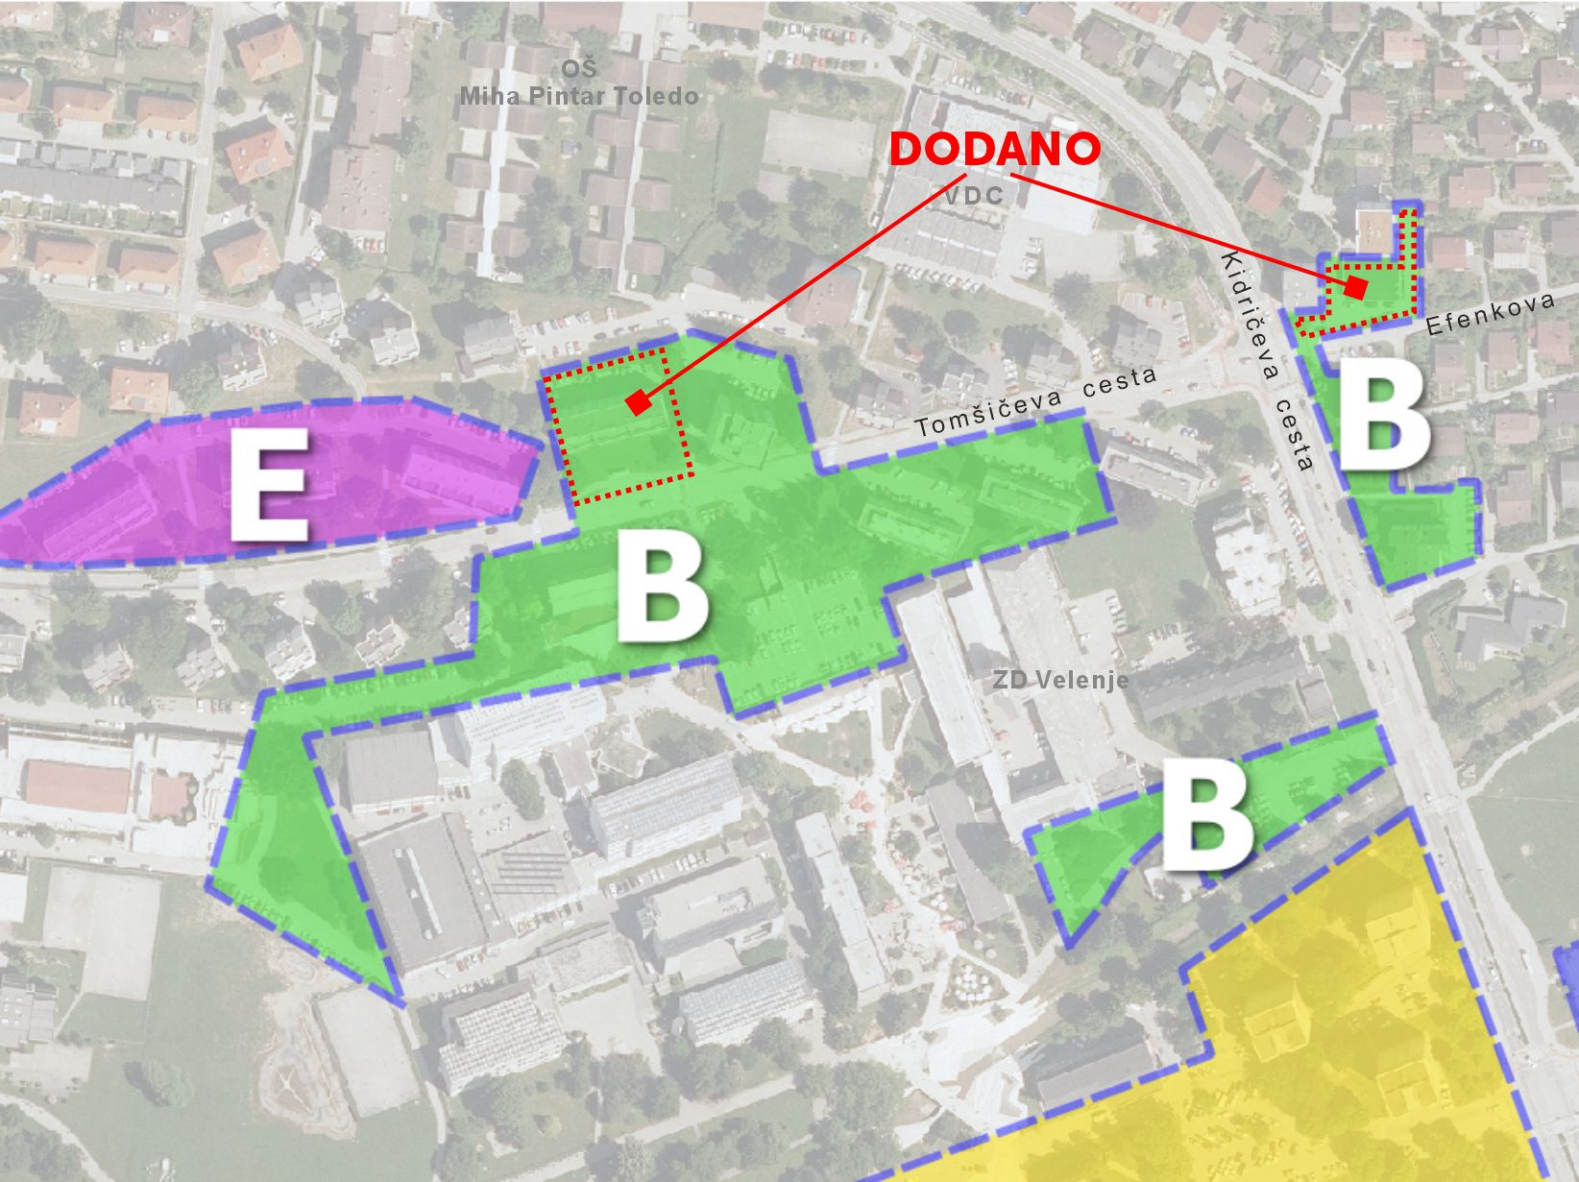 OŠ
Miha Pintar Toledo
DODANO
VDC
Kidričeva cesta
Efenkova
Tomšičeva cesta
B
E
B
ZD Velenje
B